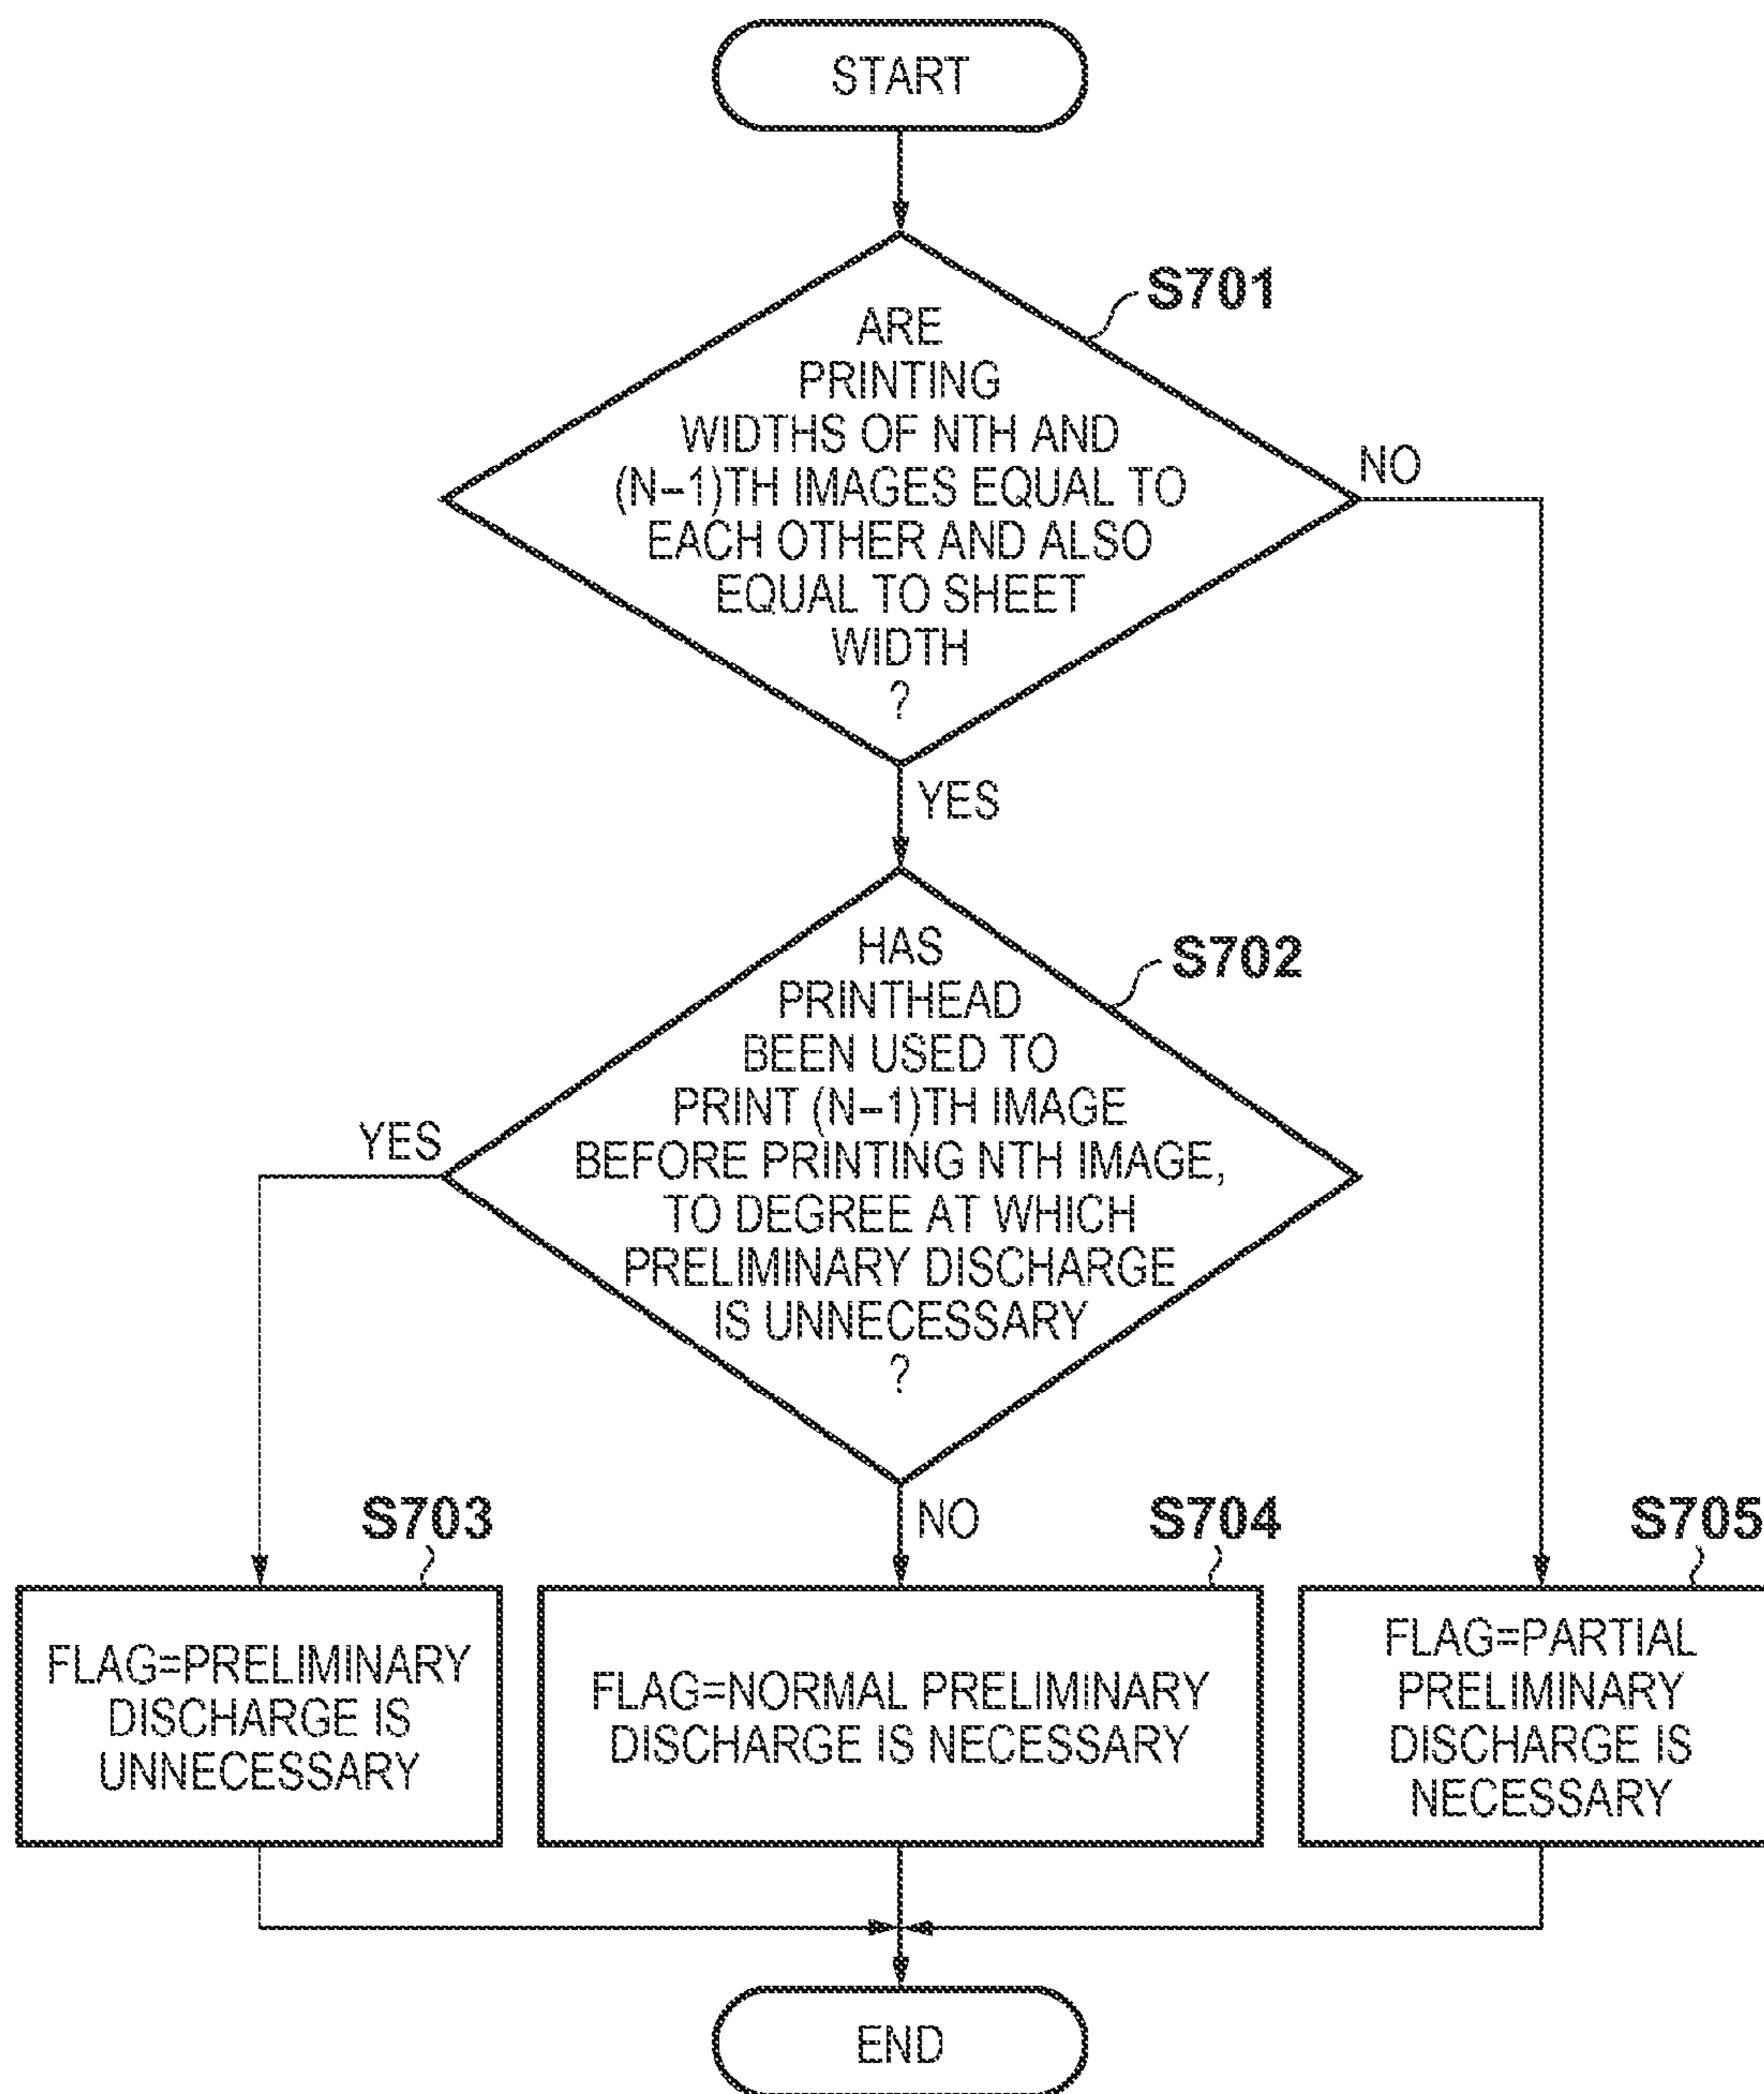 START
S701
ARE
PRINTING
WIDTHS OF NTH AND
(N–1)TH IMAGES EQUAL TO
EACH OTHER AND ALSO
EQUAL TO SHEET
WIDTH
?
NO
YES
S702
HAS
PRINTHEAD
BEEN USED TO
PRINT (N–1)TH IMAGE
BEFORE PRINTING NTH IMAGE,
TO DEGREE AT WHICH
PRELIMINARY DISCHARGE
IS UNNECESSARY
?
YES
NO
S703
FLAG=PRELIMINARY
DISCHARGE IS
UNNECESSARY
S704
FLAG=NORMAL PRELIMINARY
DISCHARGE IS NECESSARY
S705
FLAG=PARTIAL
PRELIMINARY
DISCHARGE IS
NECESSARY
END